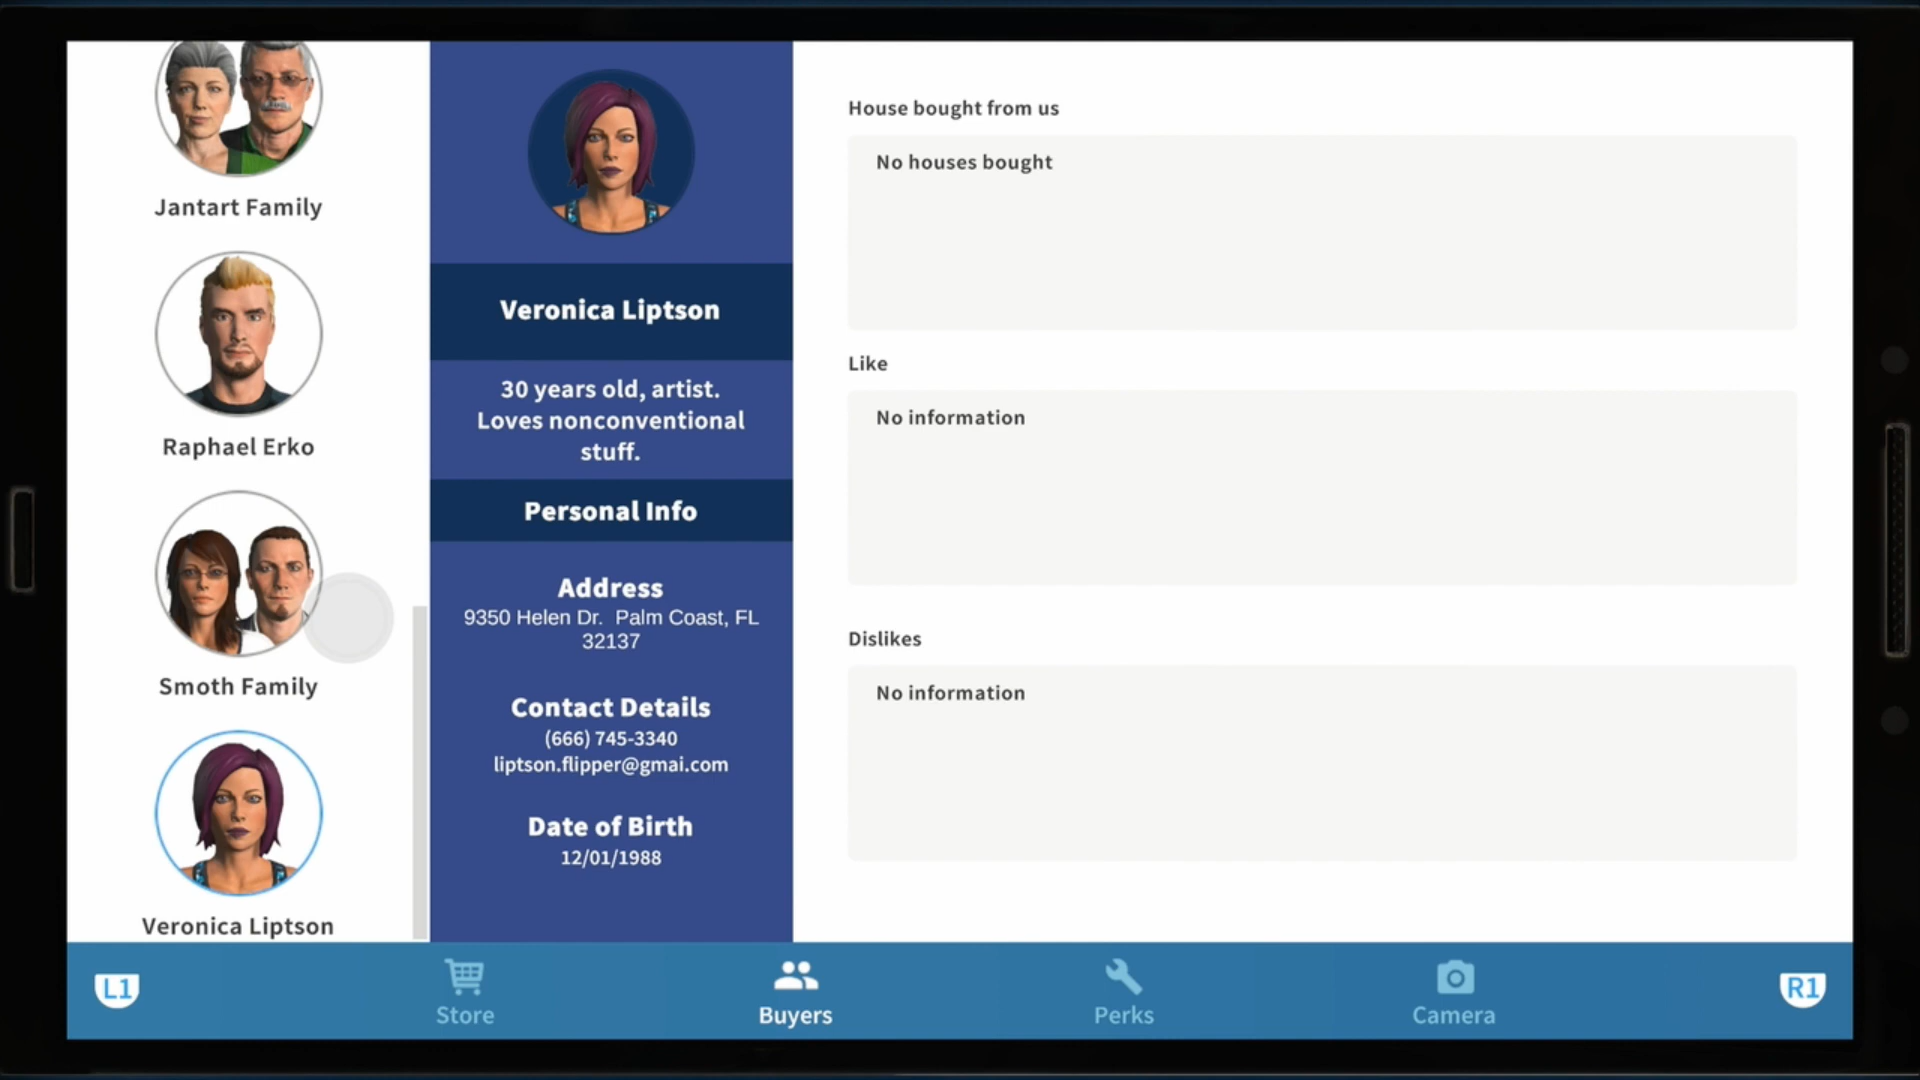 Jantart Family
Raphael Erko
Smoth Family
Veronica Liptson
Veronica Liptson
30 years old, artist.
Loves nonconventional
stuff.
Personal Info
Address
9350 Helen Dr.  Palm Coast, FL
32137
Contact Details
(666) 745-3340
liptson.flipper@gmai.com
Date of Birth
12/01/1988
House bought from us
No houses bought
Like
No information
Dislikes
No information
L1
Store
Buyers
Perks
Camera
R1